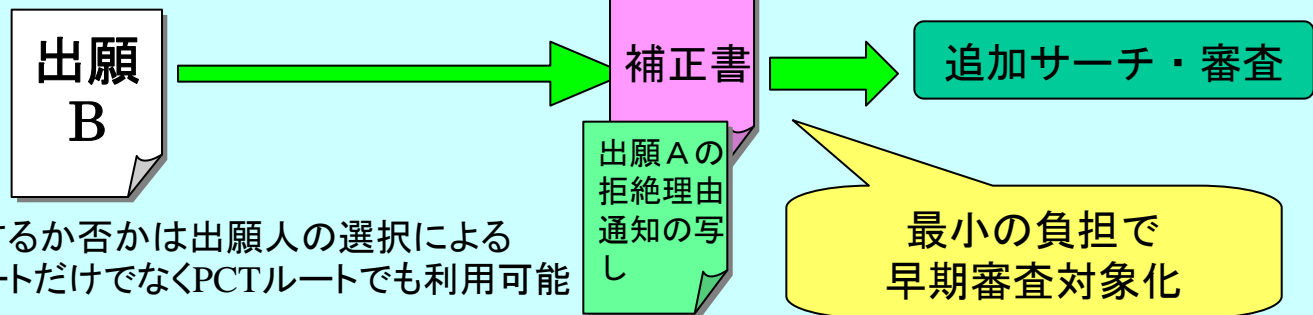 出願
B
補正書
追加サーチ・審査
出願Aの
拒絶理由
通知の写
し
最小の負担で
早期審査対象化
するか否かは出願人の選択による
ートだけでなくPCTルートでも利用可能